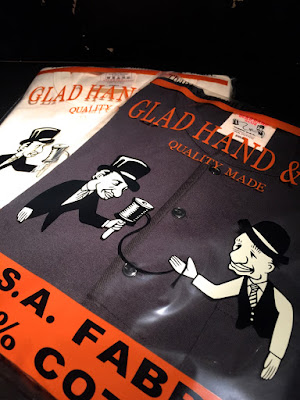 GLAD HAND
QUALITY
GLAD HAND &
QUALITY MADE
S.A. FABR
% COT